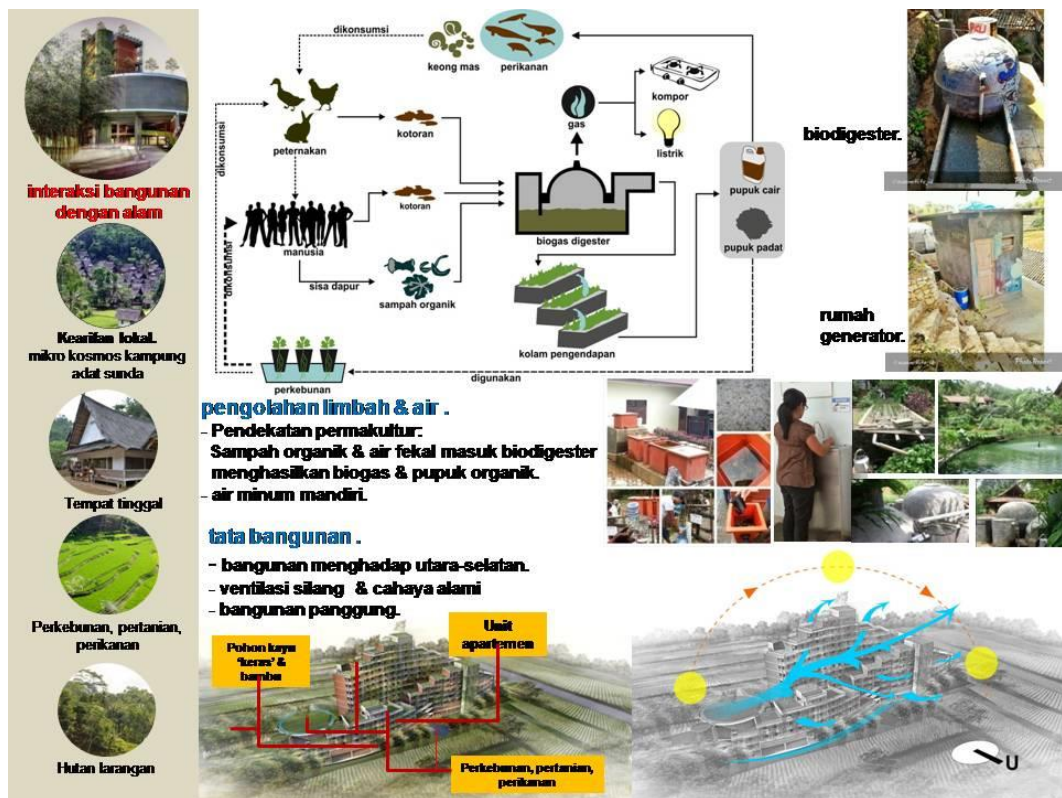 interaksi bangunan
dengan alam
Kearifan lokal.
mikro kosmos kampung
adat sunda
Tempat tinggal
Perkebunan, pertanian,
perikanan
Hutan larangan
dikonsumsi
keong mas
perikanan
kompor
gas
listrik
kotoran
peternakan
dikonsumsi
dikonsumsi
kotoran
manusia
biogas digester
pupuk cair
pupuk padat
sisa dapur
sampah organik
kolam pengendapan
perkebunan
digunakan
biodigester.
rumah
generator.
pengolahan limbah & air .
- Pendekatan permakultur:
Sampah organik & air fekal masuk biodigester
menghasilkan biogas & pupuk organik.
- air minum mandiri.
tata bangunan .
- bangunan menghadap utara-selatan.
- ventilasi silang & cahaya alami
- bangunan panggung.
Pohon kayu
'keras' &
bambu
Unit
apartemen
Perkebunan, pertanian,
perikanan
U